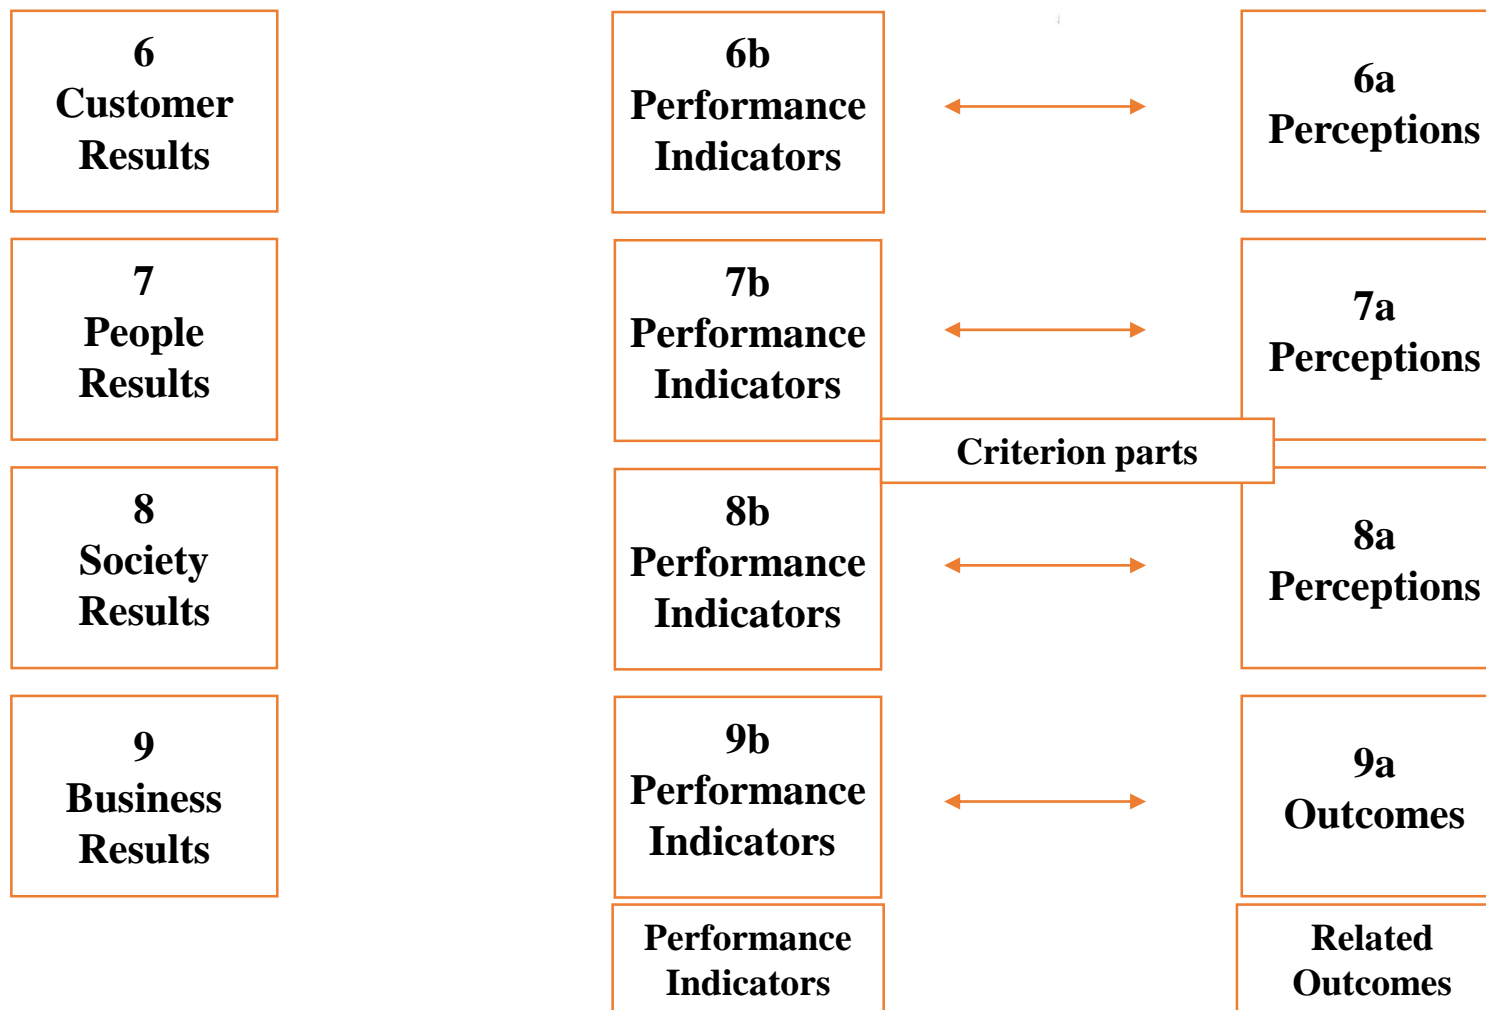 6
Customer
Results
6b
Performance
Indicators
6a
Perceptions
7
People
Results
7b
Performance
Indicators
7a
Perceptions
Criterion parts
8
Society
Results
8b
Performance
Indicators
8a
Perceptions
9
Business
Results
9b
Performance
Indicators
9a
Outcomes
Performance
Indicators
Related
Outcomes